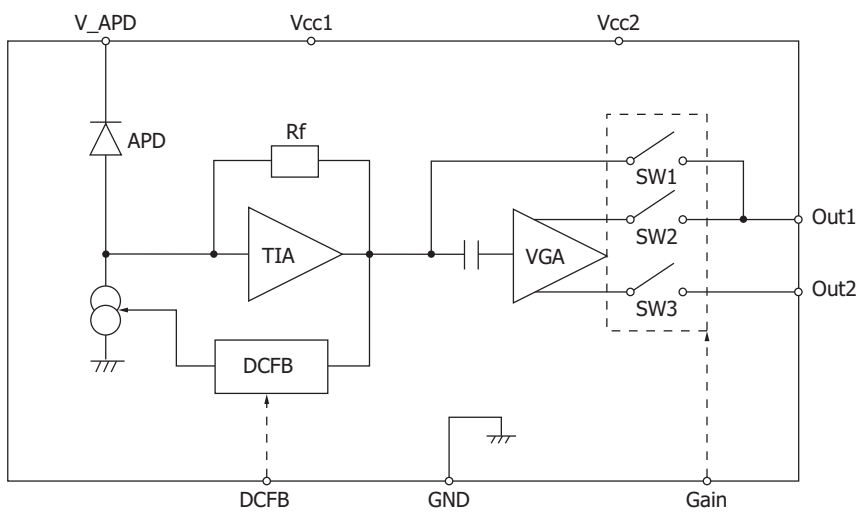 V_APD
Vcc1
Vcc2
APD
Rf
SW1
Out1
TIA
VGA
SW2
Out2
SW3
DCFB
DCFB
GND
Gain